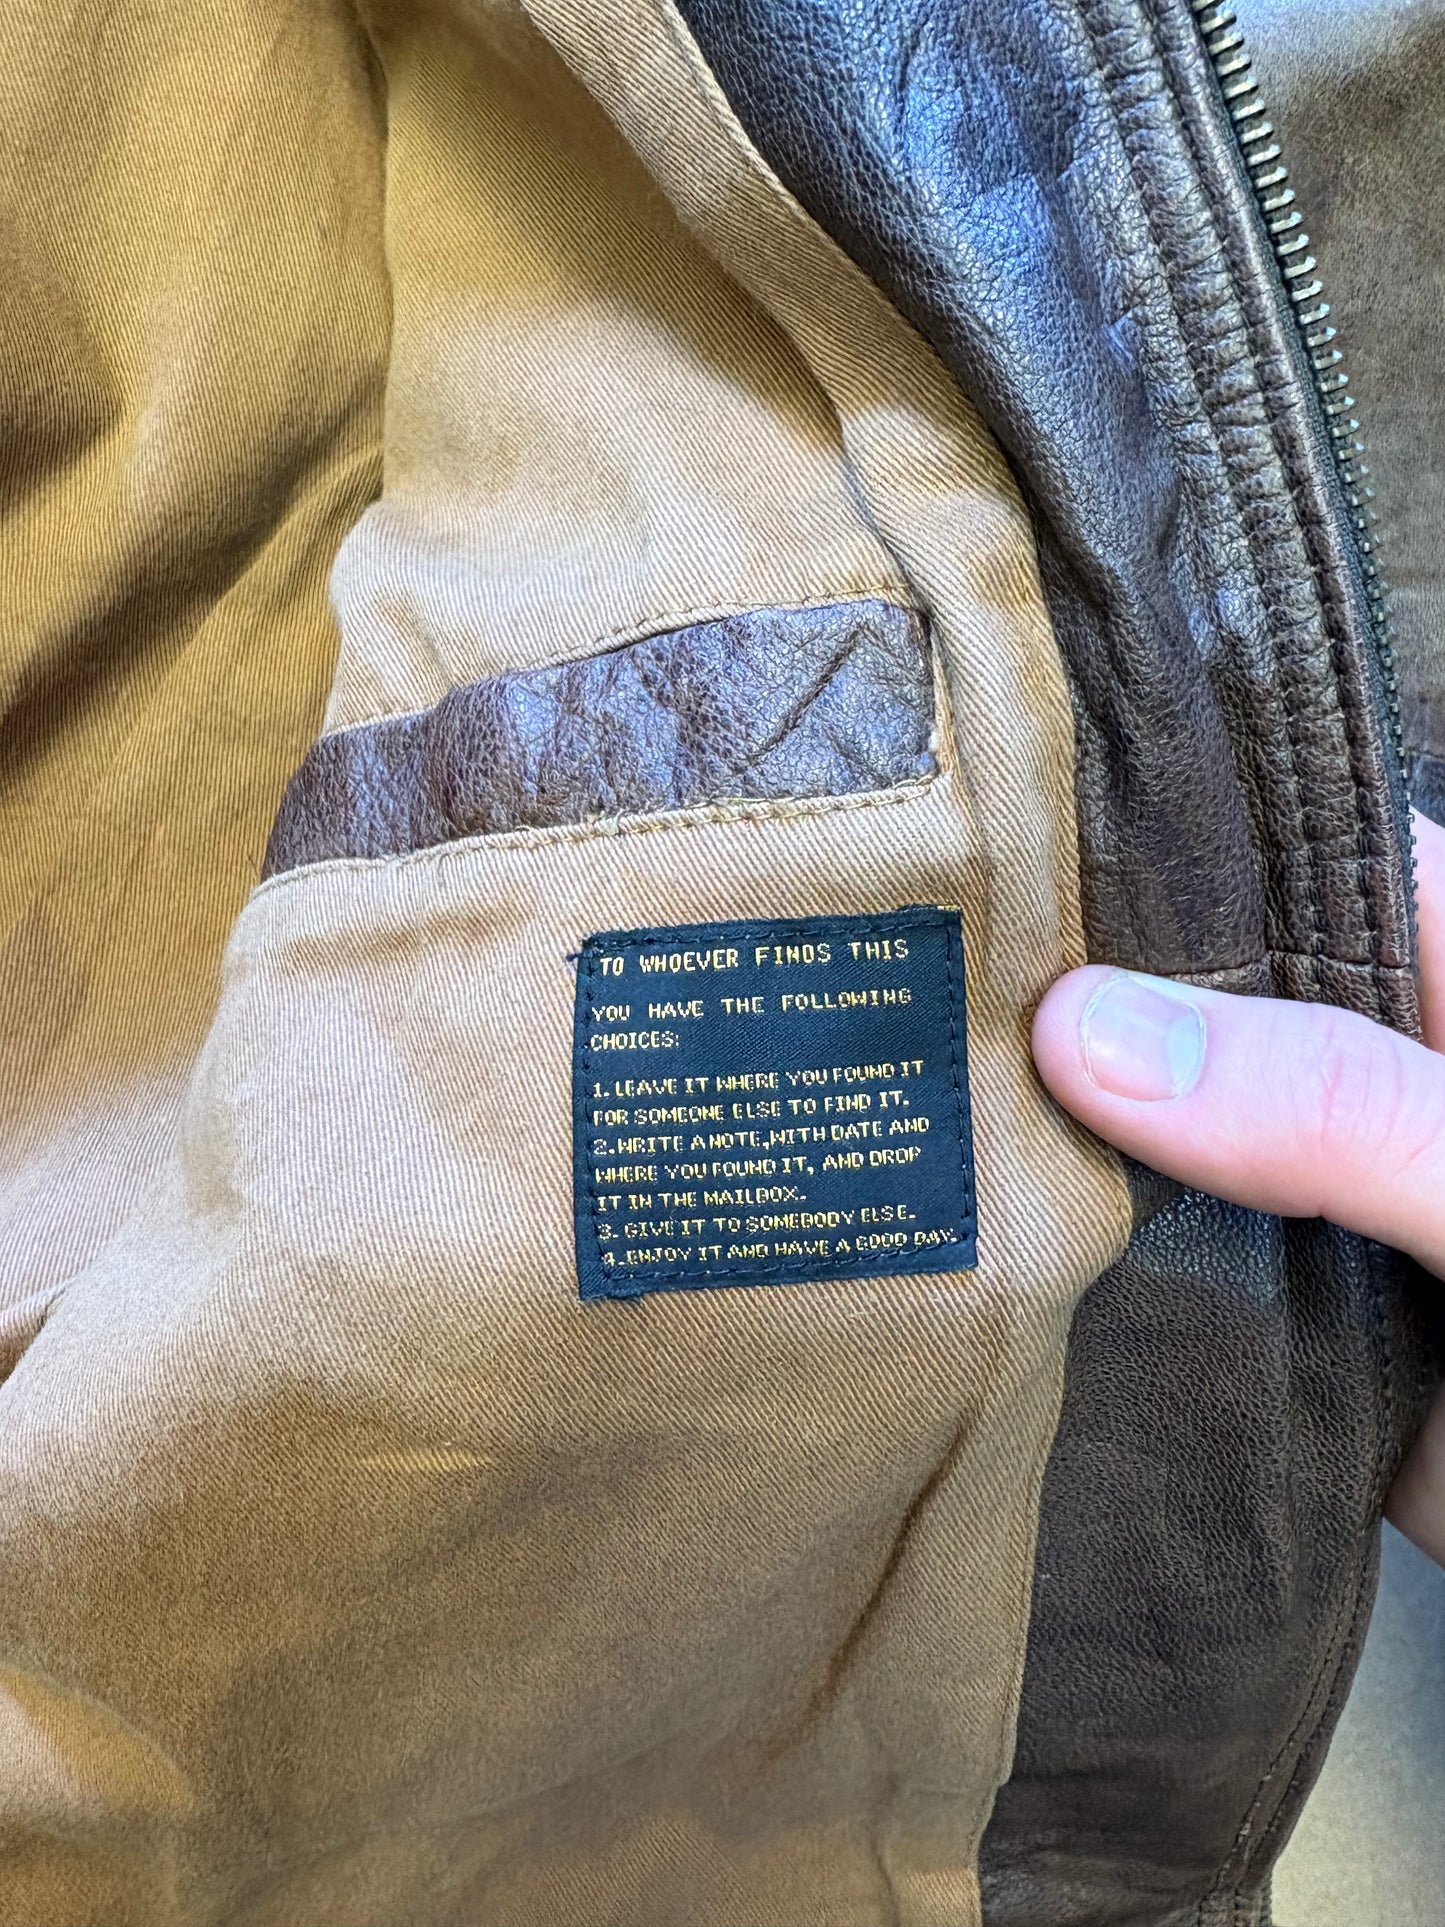 TO WHOEVER FINDS THIS
YOU HAVE THE FOLLOWING
CHOICES:
1. LEAVE IT WHERE YOU FOUND IT
FOR SOMEONE ELSE TO FIND IT.
2. WRITE A NOTE, WITH DATE AND
WHERE YOU FOUND IT, AND DROP
IT IN THE MAILBOX.
3. GIVE IT TO SOMEBODY ELSE.
4. ENJOY IT AND HAVE A GOOD DAY.